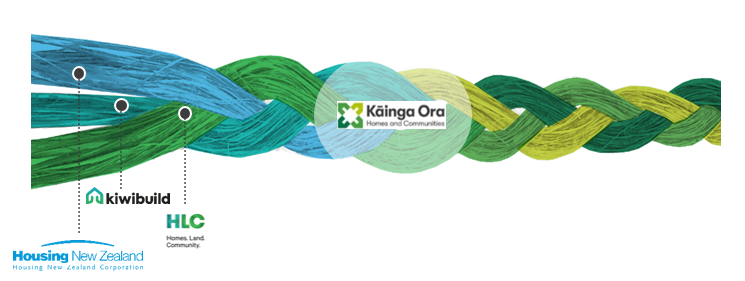 Kāinga Ora
Homes and Communities
kiwibuild
HLC
Homes. Land.
Community.
Housing New Zealand
Housing New Zealand Corporation